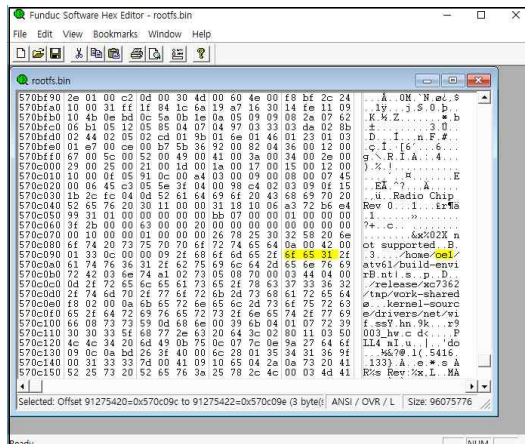 Funduc Software Hex Editor - rootfs.bin
File Edit View Bookmarks Window Help
rootfs.bin
570bf90 2e 01 00 c2 0d 00 30 4d 00 60 4e 00 f8 bf 2c 24
570bfa0 10 00 31 ff 1f 84 1c 6a 19 a7 16 30 14 fe 11 09
570bfb0 10 4b 0e bd 0c 5a 0b 1e 0a 05 09 09 08 2a 07 62
570bfc0 06 b1 05 12 05 85 04 07 04 97 03 33 03 da 02 8b
570bfd0 02 44 02 05 02 cd 01 9b 01 6e 01 46 01 23 01 03
570bfe0 01 e7 00 ce 00 b7 5b 36 92 00 82 04 36 00 12 00
570bff0 67 00 5c 00 52 00 49 00 41 00 3a 00 34 00 2e 00
570c000 29 00 25 00 21 00 1d 00 1a 00 17 00 15 00 12 00
570c010 10 00 0f 05 91 0c 00 a4 03 00 09 00 08 00 07 45
570c020 00 06 45 c3 05 5e 3f 04 00 98 c4 02 03 09 0f 15
570c030 1b 2c fc 04 0d 52 61 64 69 6f 20 43 68 69 70 20 Radio Chip
570c040 52 65 76 20 30 11 00 00 31 18 10 06 a3 72 b6 e4 Rev 0
570c050 99 31 01 00 00 00 00 00 bb 07 00 00 01 00 00 00
570c060 3f 2b 00 00 63 00 00 20 00 00 00 00 00 00 00 00
570c070 00 10 00 00 01 00 00 00 26 78 25 30 32 58 20 6e &x%02X n
570c080 6f 74 20 73 75 70 70 6f 72 74 65 64 0a 00 42 00 ot supported..B.
570c090 01 33 0c 00 00 09 2f 68 6f 6d 65 2f 6f 65 31 2f .3..../home/oe1/
570c0a0 61 74 76 36 31 2f 62 75 69 6c 64 2d 65 6e 76 69 atv61/build-envi
570c0b0 72 42 03 6e 74 a1 02 73 05 08 70 00 03 44 04 00 rB.nt..s..p..D..
570c0c0 0d 2f 72 65 6c 65 61 73 65 2f 78 63 37 33 36 32 ./release/xc7362
570c0d0 2f 74 6d 70 2f 77 6f 72 6b 2d 73 68 61 72 65 64 /tmp/work-shared
570c0e0 f8 02 00 0a 6b 65 72 6e 65 6c 2d 73 6f 75 72 63 kernel-sourc
570c0f0 65 2f 64 72 69 76 65 72 73 2f 6e 65 74 2f 77 69 e/drivers/net/wi
570c100 66 08 73 73 59 0d 68 6e 00 39 6b 04 01 07 72 39 f.ssY.hn.9k...r9
570c110 30 30 33 5f 68 77 2e 63 20 64 3c 02 80 11 03 50 003_hw.c d<....P
570c120 4c 4c 34 20 6d 49 0b 75 0c 07 7c 0e 9a 27 64 6f LL4 mI.u..|..'do
570c130 09 0c 0a bd 26 3f 40 00 6c 28 01 35 34 31 36 9f
570c140 00 31 33 33 7d 00 41 09 10 65 04 2a 0a 73 20 41
570c150 52 25 73 20 52 65 76 3a 25 78 2c 4c 00 03 4d 41 R%s Rev:%x,L..MA
Selected: Offset 91275420=0x570c09c to 91275422=0x570c09e (3 byte(s) ANSI / OVR / L Size: 96075776
Ready NUM